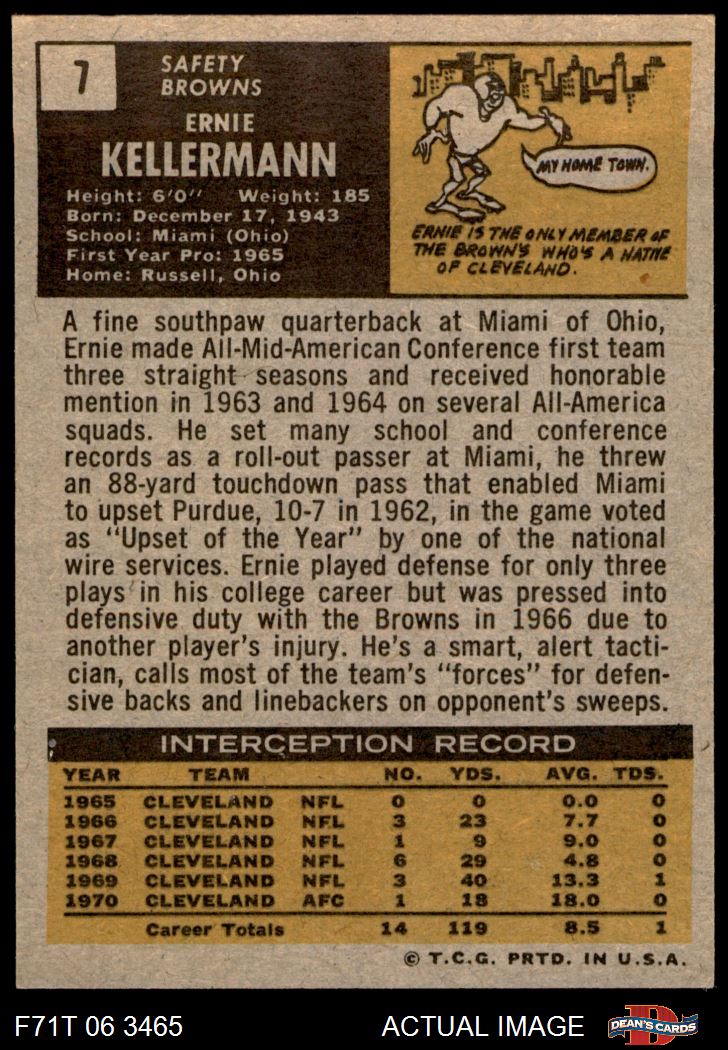 7
SAFETY
BROWNS
ERNIE
KELLERMANN
Height: 6'0" Weight: 185
Born: December 17, 1943
School: Miami (Ohio)
First Year Pro: 1965
Home: Russell, Ohio
MY HOME TOWN.
ERNIE IS THE ONLY MEMBER OF
THE BROWN'S WHO'S A NATIVE
OF CLEVELAND.
A fine southpaw quarterback at Miami of Ohio,
Ernie made All-Mid-American Conference first team
three straight seasons and received honorable
mention in 1963 and 1964 on several All-America
squads. He set many school and conference
records as a roll-out passer at Miami, he threw
an 88-yard touchdown pass that enabled Miami
to upset Purdue, 10-7 in 1962, in the game voted
as "Upset of the Year" by one of the national
wire services. Ernie played defense for only three
plays in his college career but was pressed into
defensive duty with the Browns in 1966 due to
another player's injury. He's a smart, alert tacti-
cian, calls most of the team's "forces" for defen-
sive backs and linebackers on opponent's sweeps.
INTERCEPTION RECORD
YEAR TEAM NO. YDS. AVG. TDS.
1965 CLEVELAND NFL 0 0 0.0 0
1966 CLEVELAND NFL 3 23 7.7 0
1967 CLEVELAND NFL 1 9 9.0 0
1968 CLEVELAND NFL 6 29 4.8 0
1969 CLEVELAND NFL 3 40 13.3 1
1970 CLEVELAND AFC 1 18 18.0 0
Career Totals 14 119 8.5 1
© T.C.G. PRTD. IN U.S.A.
F71T 06 3465 ACTUAL IMAGE DEAN'S CARDS